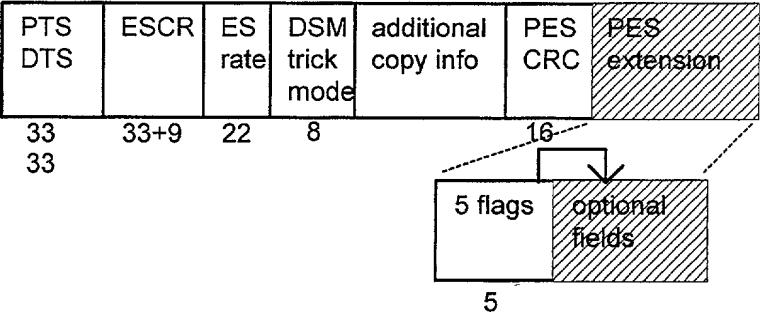 PTS
DTS
ESCR
ES
rate
DSM
trick
mode
additional
copy info
PES
CRC
PES
extension
33
33
33+9
22
8
16
5 flags
optional
fields
5